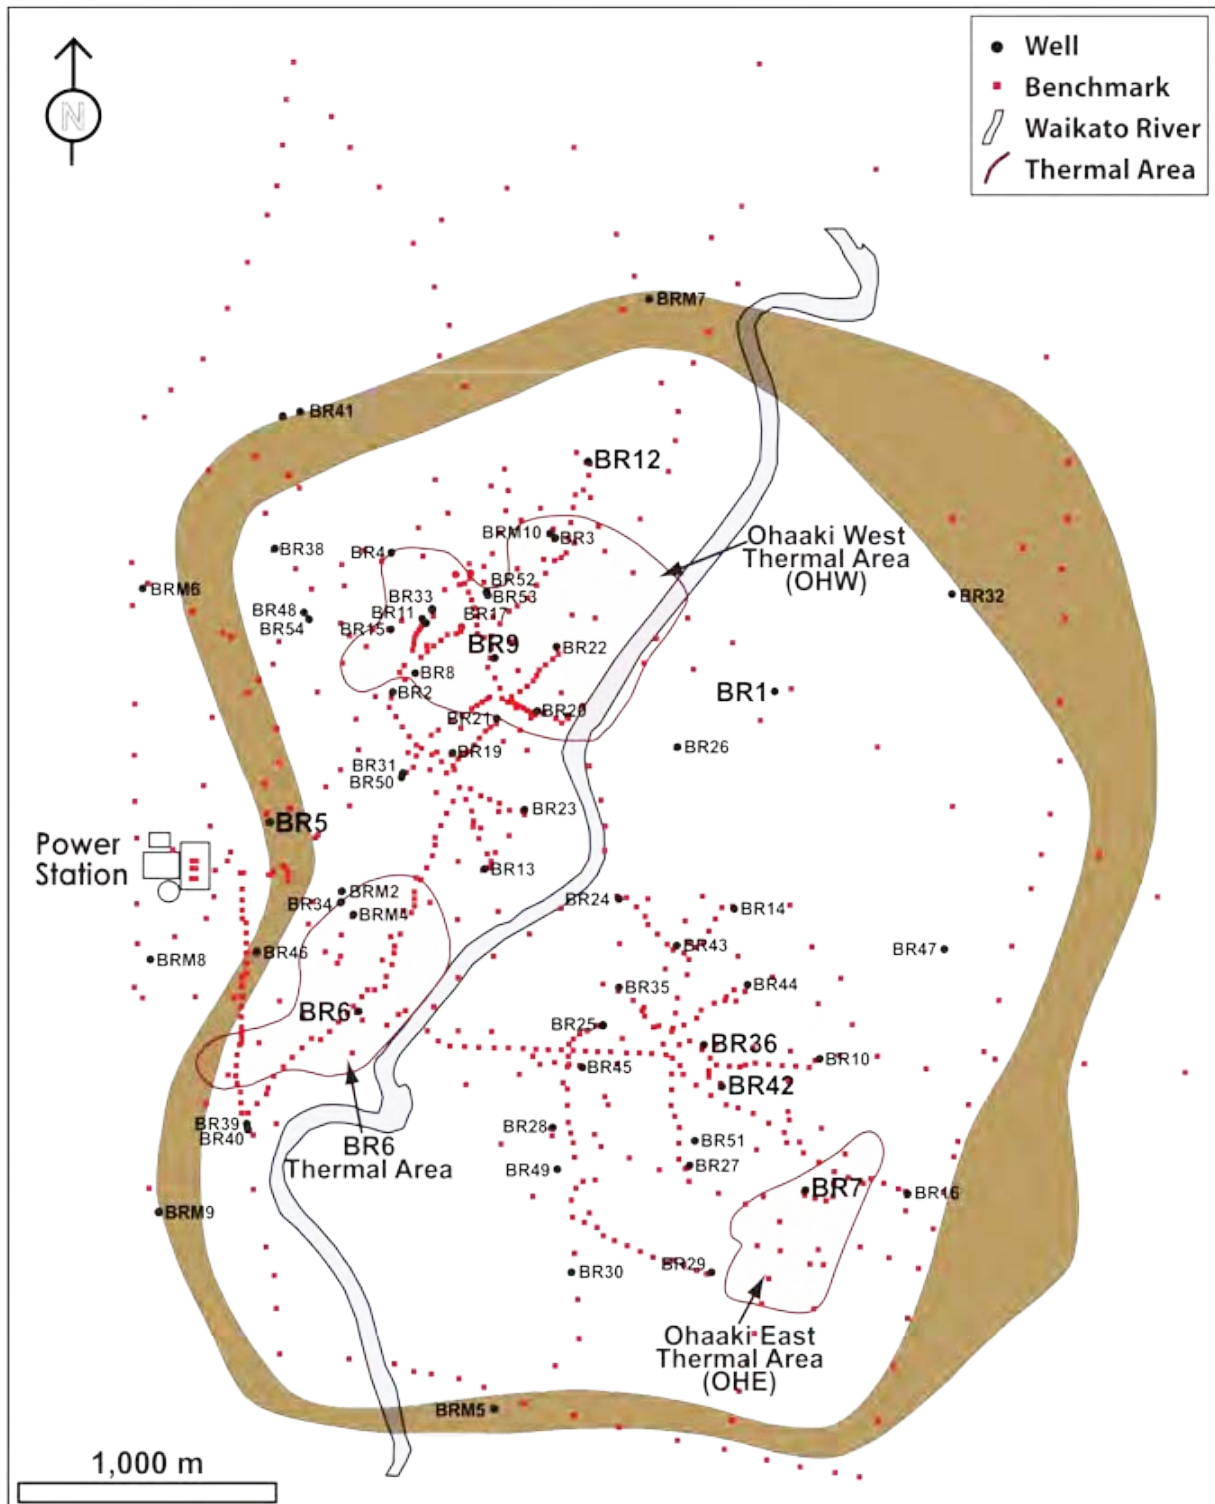 Well
Benchmark
Waikato River
Thermal Area
N
BRM7
BR41
BR12
BRM10
BR3
Ohaaki West
Thermal Area
(OHW)
BR38
BR4
BRM6
BR52
BR53
BR33
BR11
BR17
BR48
BR54
BR15
BR32
BR9
BR22
BR8
BR2
BR1
BR20
BR21
BR26
BR19
BR31
BR50
BR23
BR5
Power
Station
BR13
BRM2
BR34
BRM4
BR24
BR14
BR46
BRM8
BR43
BR47
BR35
BR44
BR6
BR25
BR36
BR10
BR45
BR42
BR39
BR40
BR28
BR6
Thermal Area
BR51
BR49
BR27
BR7
BR16
BRM9
BR30
BR29
Ohaaki East
Thermal Area
(OHE)
BRM5
1,000 m